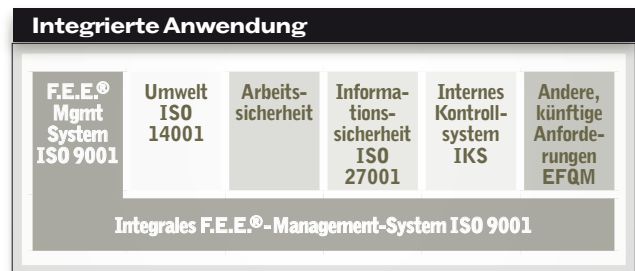 Integrierte Anwendung
F.E.E.®
Mgmt
System
ISO 9001
Umwelt
ISO
14001
Arbeits-
sicherheit
Informa-
tions-
sicherheit
ISO
27001
Internes
Kontroll-
system
IKS
Andere,
künftige
Anforde-
rungen
EFQM
Integrales F.E.E.®-Management-System ISO 9001